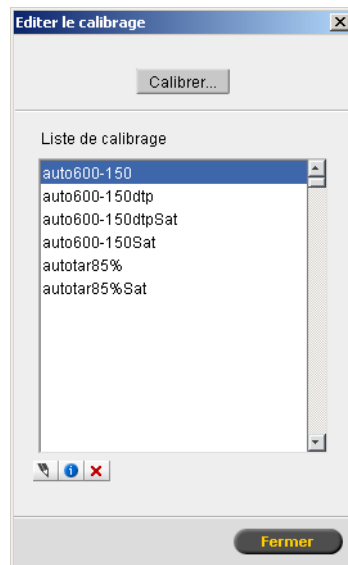 Editer le calibrage
Calibrer...
Liste de calibrage
auto600-150
auto600-150dtp
auto600-150dtpSat
auto600-150Sat
autotar85%
autotar85%Sat
Fermer